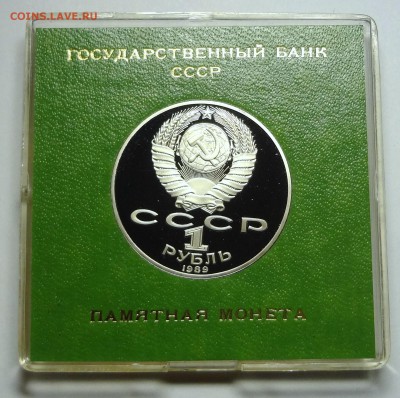 COINS.LAVE.RU
ГОСУДАРСТВЕННЫЙ БАНК
СССР
СССР
1
РУБЛЬ
1989
ПАМЯТНАЯ МОНЕТА